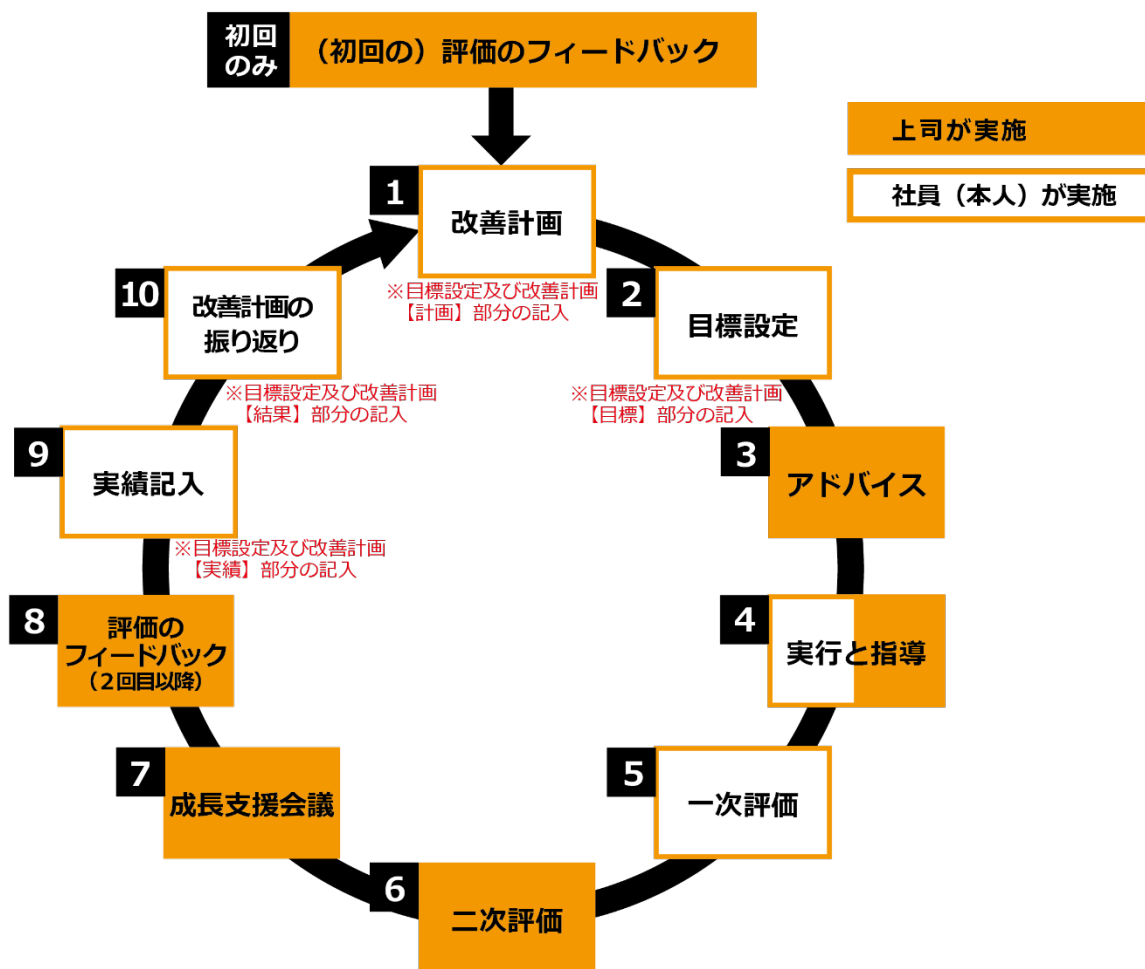 初回
のみ
（初回の）評価のフィードバック
上司が実施
社員（本人）が実施
1
改善計画
※目標設定及び改善計画
【計画】部分の記入
2
目標設定
※目標設定及び改善計画
【目標】部分の記入
3
アドバイス
4
実行と指導
5
一次評価
6
二次評価
7
成長支援会議
8
評価の
フィードバック
（２回目以降）
9
実績記入
※目標設定及び改善計画
【実績】部分の記入
10
改善計画の
振り返り
※目標設定及び改善計画
【結果】部分の記入